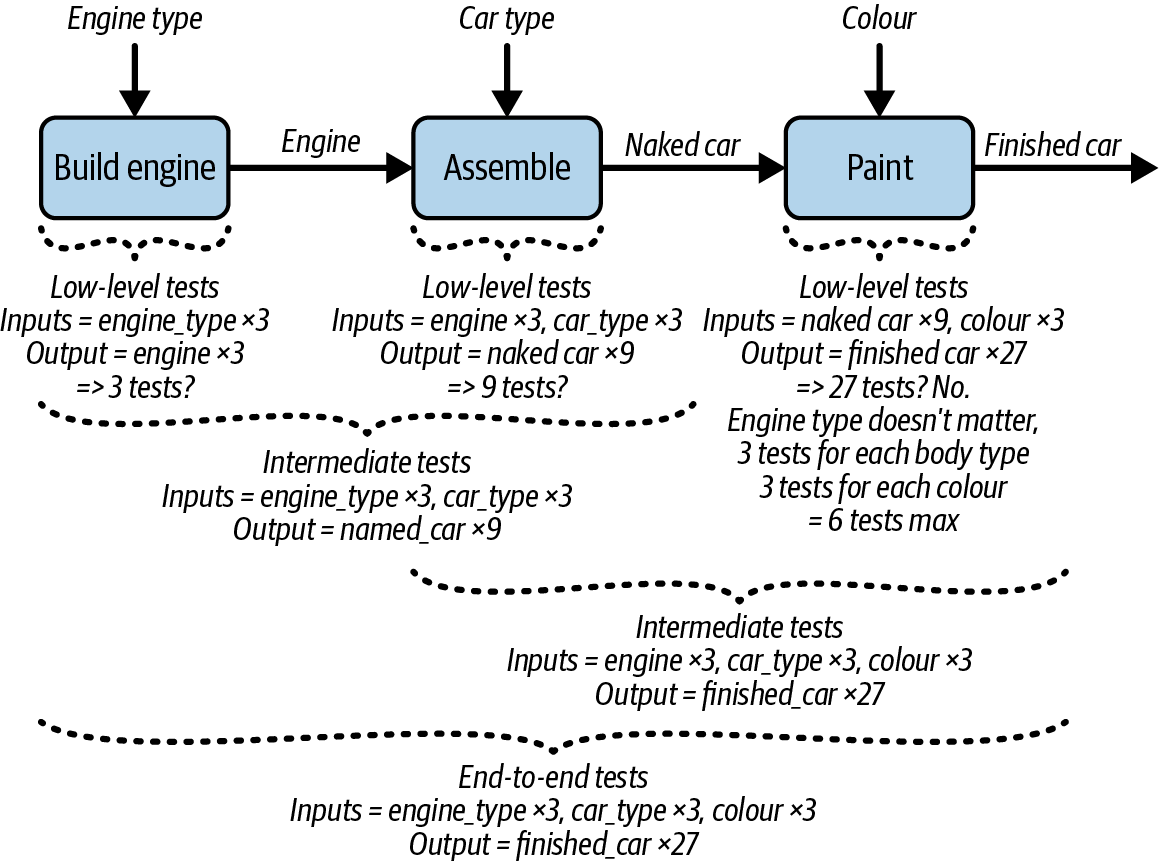 Engine type
Car type
Colour
Build engine
Engine
Assemble
Naked car
Paint
Finished car
Low-level tests
Inputs = engine_type ×3
Output = engine ×3
=> 3 tests?
Low-level tests
Inputs = engine ×3, car_type ×3
Output = naked car ×9
=> 9 tests?
Low-level tests
Inputs = naked car ×9, colour ×3
Output = finished car ×27
=> 27 tests? No.
Engine type doesn't matter,
3 tests for each body type
3 tests for each colour
= 6 tests max
Intermediate tests
Inputs = engine_type ×3, car_type ×3
Output = named_car ×9
Intermediate tests
Inputs = engine ×3, car_type ×3, colour ×3
Output = finished_car ×27
End-to-end tests
Inputs = engine_type ×3, car_type ×3, colour ×3
Output = finished_car ×27